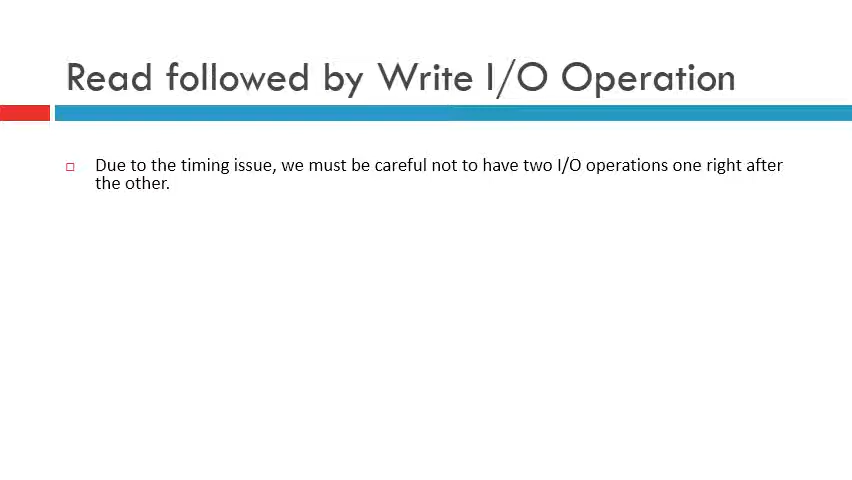 Read followed by Write I/O Operation
Due to the timing issue, we must be careful not to have two I/O operations one right after
the other.